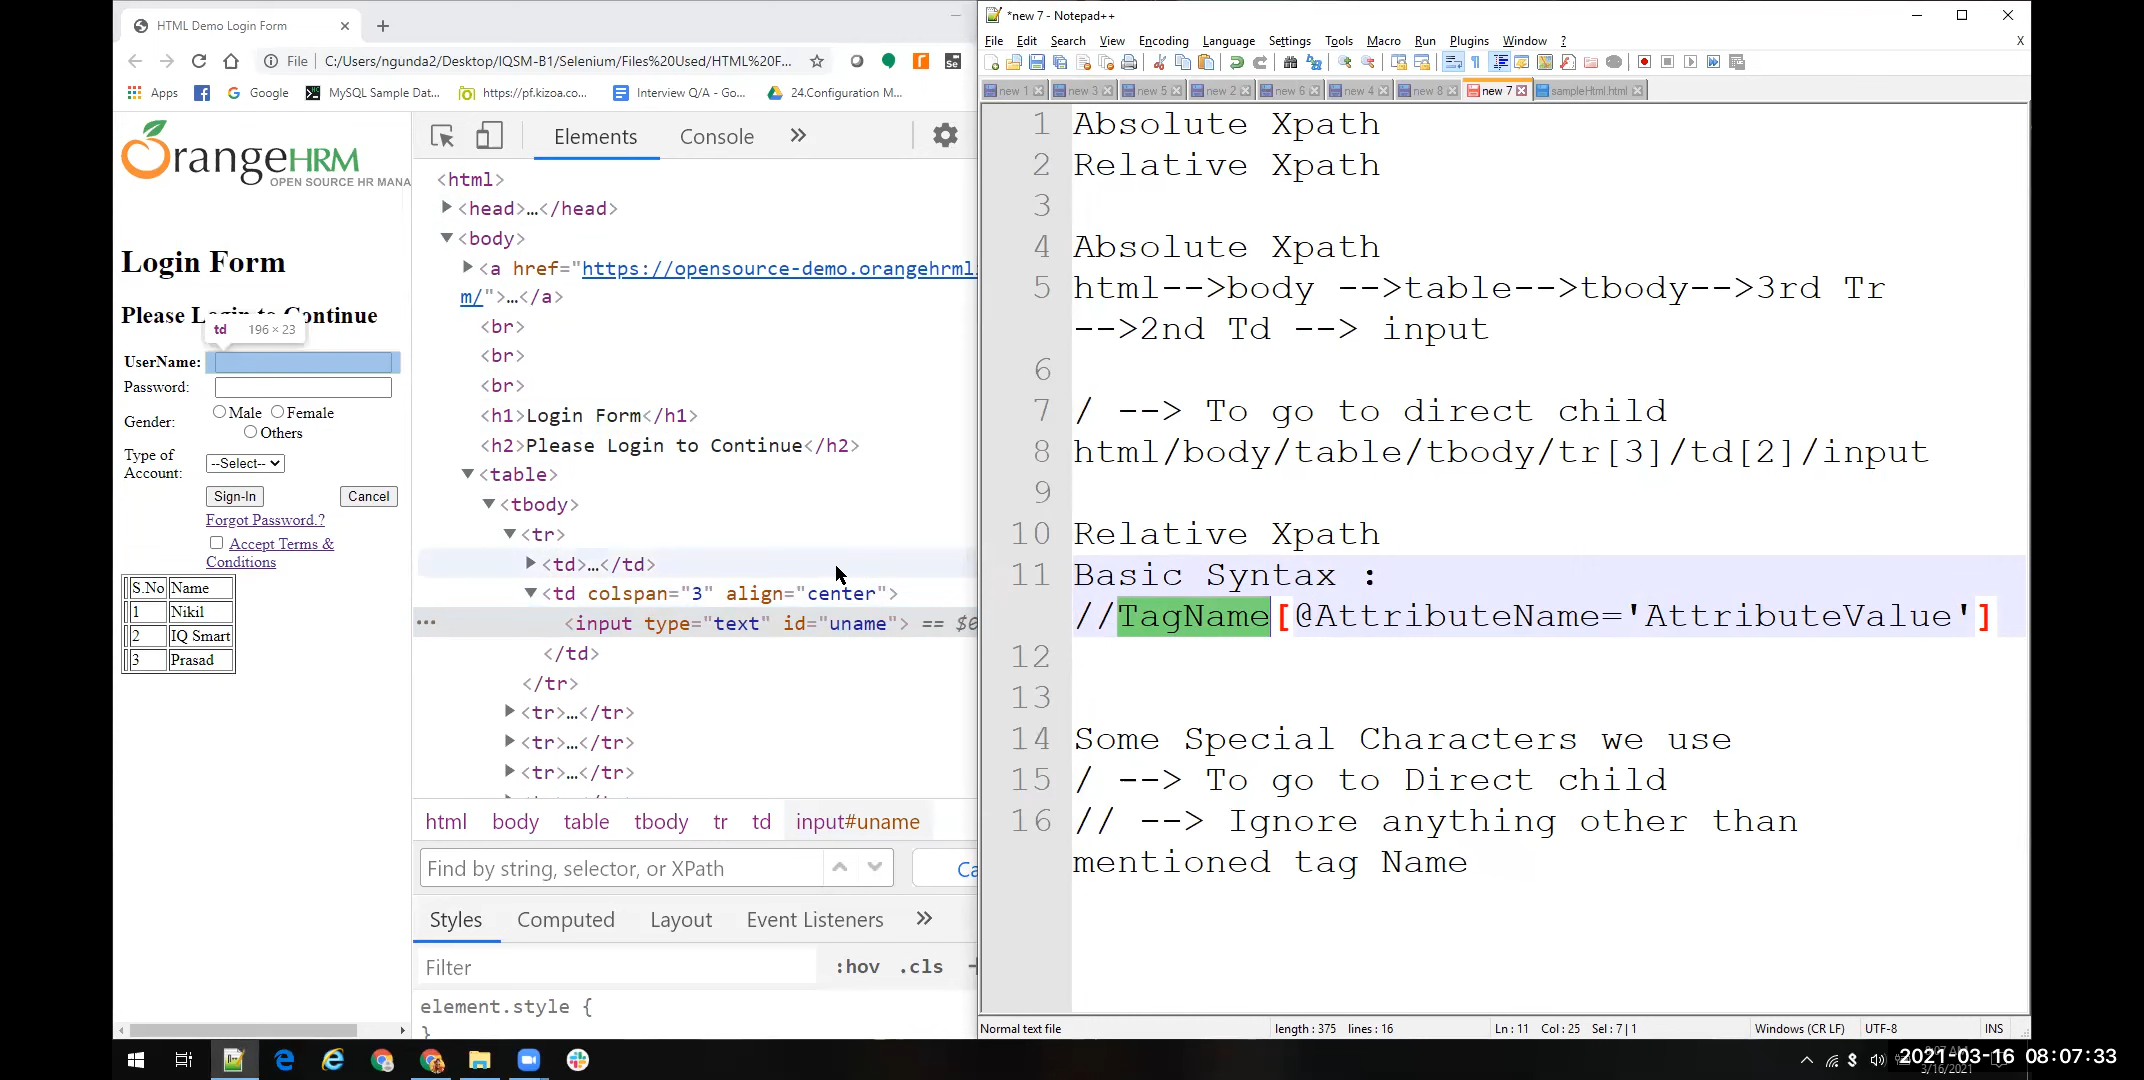 HTML Demo Login Form
File C:/Users/ngunda2/Desktop/IQSM-B1/Selenium/Files%20Used/HTML%20F...
Apps Google MySQL Sample Dat... https://pf.kizoa.co... Interview Q/A - Go... 24.Configuration M...
OrangeHRM
OPEN SOURCE HR MANA
Login Form
Please Login to Continue
td 196 × 23
UserName:
Password:
Gender: Male Female
Others
Type of
Account: --Select--
Sign-In Cancel
Forgot Password.?
Accept Terms &
Conditions
S.No Name
1 Nikil
2 IQ Smart
3 Prasad
Elements Console »
<html>
<head>…</head>
<body>
<a href="https://opensource-demo.orangehrml
m/">…</a>
<br>
<br>
<br>
<h1>Login Form</h1>
<h2>Please Login to Continue</h2>
<table>
<tbody>
<tr>
<td>…</td>
<td colspan="3" align="center">
<input type="text" id="uname"> == $0
</td>
</tr>
<tr>…</tr>
<tr>…</tr>
<tr>…</tr>
html body table tbody tr td input#uname
Find by string, selector, or XPath Ca
Styles Computed Layout Event Listeners »
Filter :hov .cls +
element.style {
}
*new 7 - Notepad++
File Edit Search View Encoding Language Settings Tools Macro Run Plugins Window ? X
new 1 new 3 new 5 new 2 new 6 new 4 new 8 new 7 sampleHtml.html
1 Absolute Xpath
2 Relative Xpath
3
4 Absolute Xpath
5 html-->body -->table-->tbody-->3rd Tr
-->2nd Td --> input
6
7 / --> To go to direct child
8 html/body/table/tbody/tr[3]/td[2]/input
9
10 Relative Xpath
11 Basic Syntax :
//TagName[@AttributeName='AttributeValue']
12
13
14 Some Special Characters we use
15 / --> To go to Direct child
16 // --> Ignore anything other than
mentioned tag Name
Normal text file length : 375 lines : 16 Ln : 11 Col : 25 Sel : 7 | 1 Windows (CR LF) UTF-8 INS
2021-03-16 08:07:33
3/16/2021